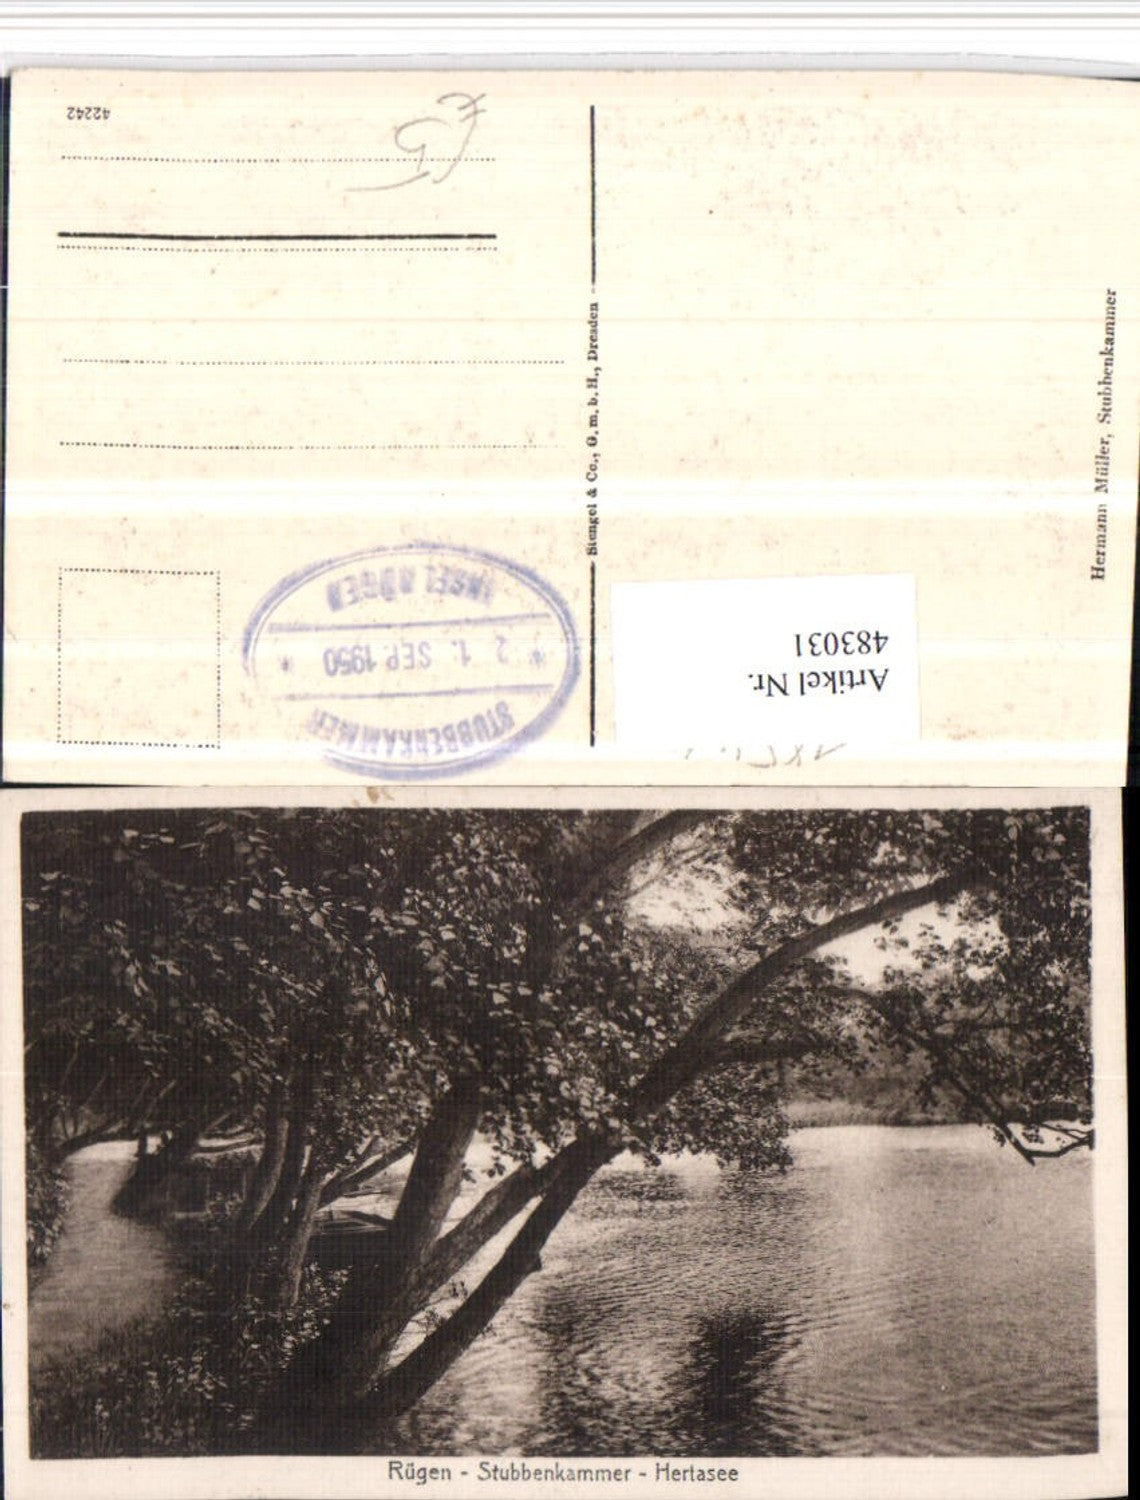 42242
Stengel & Co., G.m.b.H., Dresden
Hermann Müller, Stubbenkammer
STUBBENKAMMER
* 2 1. SEP. 1950 *
INSEL RÜGEN
Artikel Nr.
483031
Rügen - Stubbenkammer - Hertasee